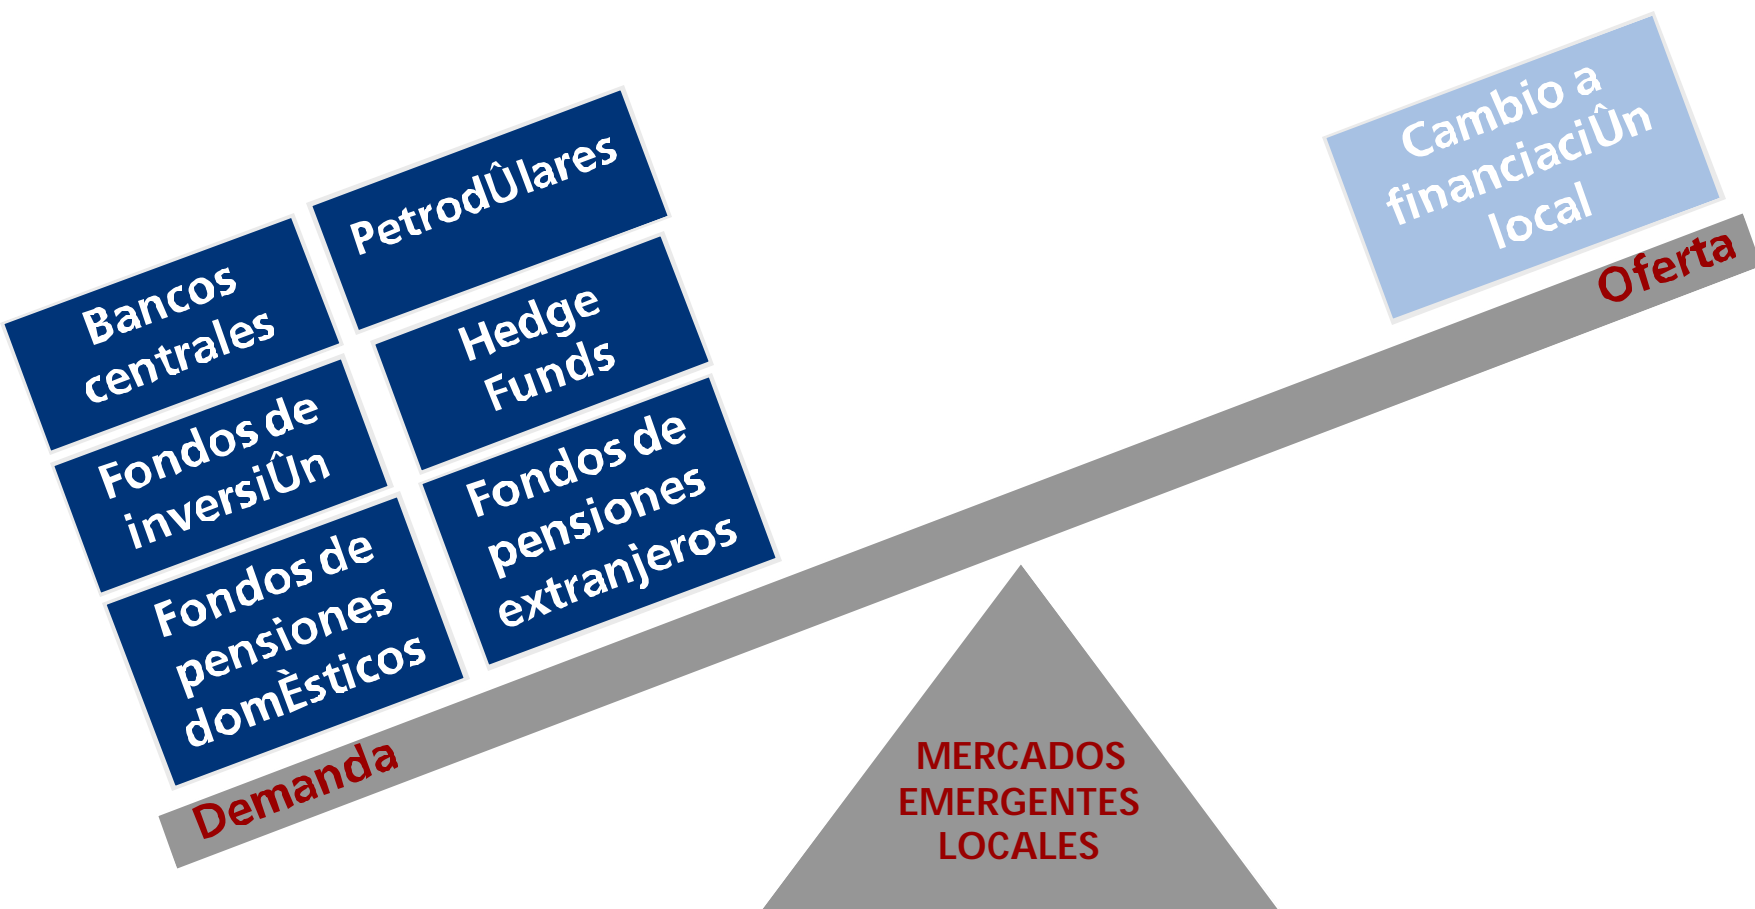 PetrodÛlares
Bancos
centrales
Hedge
Funds
Fondos de
inversiÛn
Fondos de
pensiones
extranjeros
Fondos de
pensiones
domÈsticos
Demanda
Cambio a
financiaciÛn
local
Oferta
MERCADOS
EMERGENTES
LOCALES